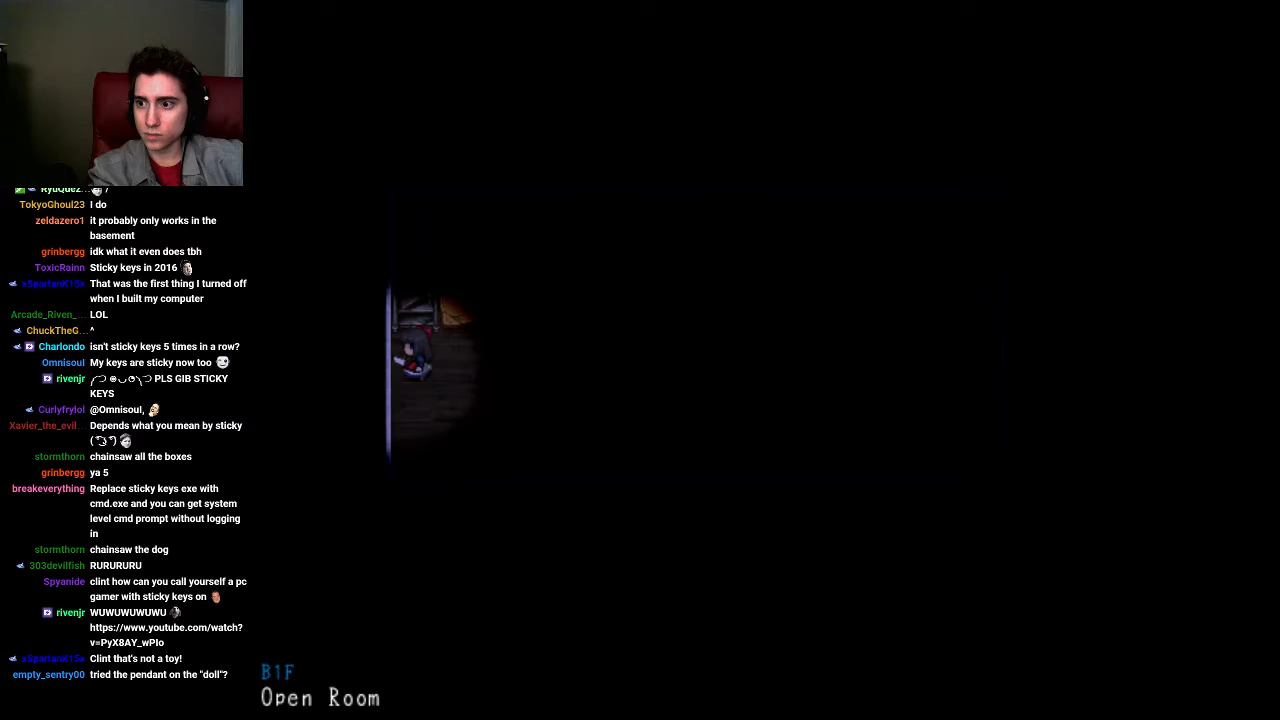 TokyoGhoul23 I do
zeldazero1 it probably only works in the
basement
grinbergg idk what it even does tbh
ToxicRainn Sticky keys in 2016
That was the first thing I turned off
when I built my computer
Arcade_Riven_... LOL
ChuckTheG... ^
Charlondo isn't sticky keys 5 times in a row?
Omnisoul My keys are sticky now too
rivenjr PLS GIB STICKY
KEYS
Curlyfrylol @Omnisoul,
Xavier_the_evil... Depends what you mean by sticky
stormthorn chainsaw all the boxes
grinbergg ya 5
breakeverything Replace sticky keys exe with
cmd.exe and you can get system
level cmd prompt without logging
in
stormthorn chainsaw the dog
303devilfish RURURURU
Spyanide clint how can you call yourself a pc
gamer with sticky keys on
rivenjr WUWUWUWUWU
https://www.youtube.com/watch?
v=PyX8AY_wPIo
Clint that's not a toy!
empty_sentry00 tried the pendant on the "doll"?
B1F
Open Room